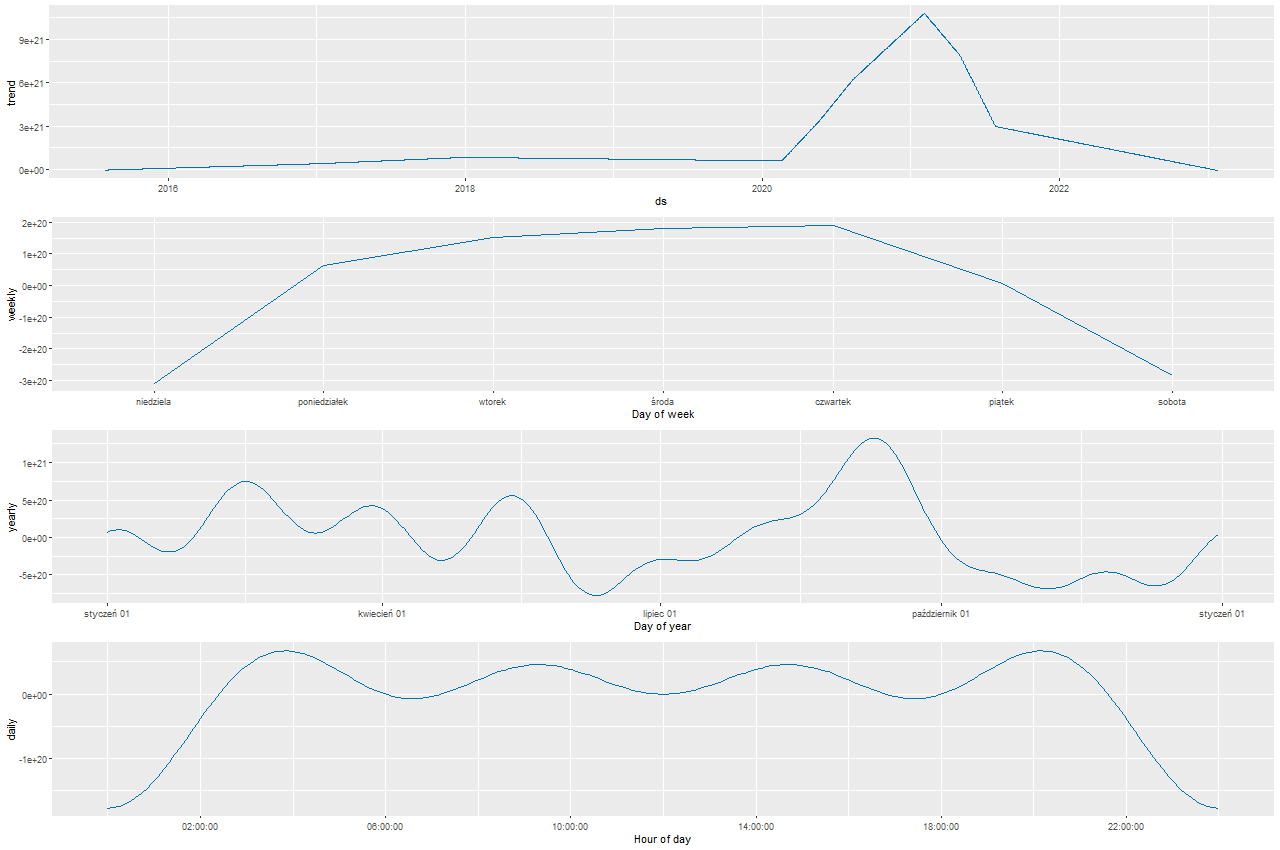 trend
9e+21
6e+21
3e+21
0e+00
2016 2018 2020 2022
ds
weekly
2e+20
1e+20
0e+00
-1e+20
-2e+20
-3e+20
niedziela poniedziałek wtorek środa czwartek piątek sobota
Day of week
yearly
1e+21
5e+20
0e+00
-5e+20
styczeń 01 kwiecień 01 lipiec 01 październik 01 styczeń 01
Day of year
daily
0e+00
-1e+20
02:00:00 06:00:00 10:00:00 14:00:00 18:00:00 22:00:00
Hour of day